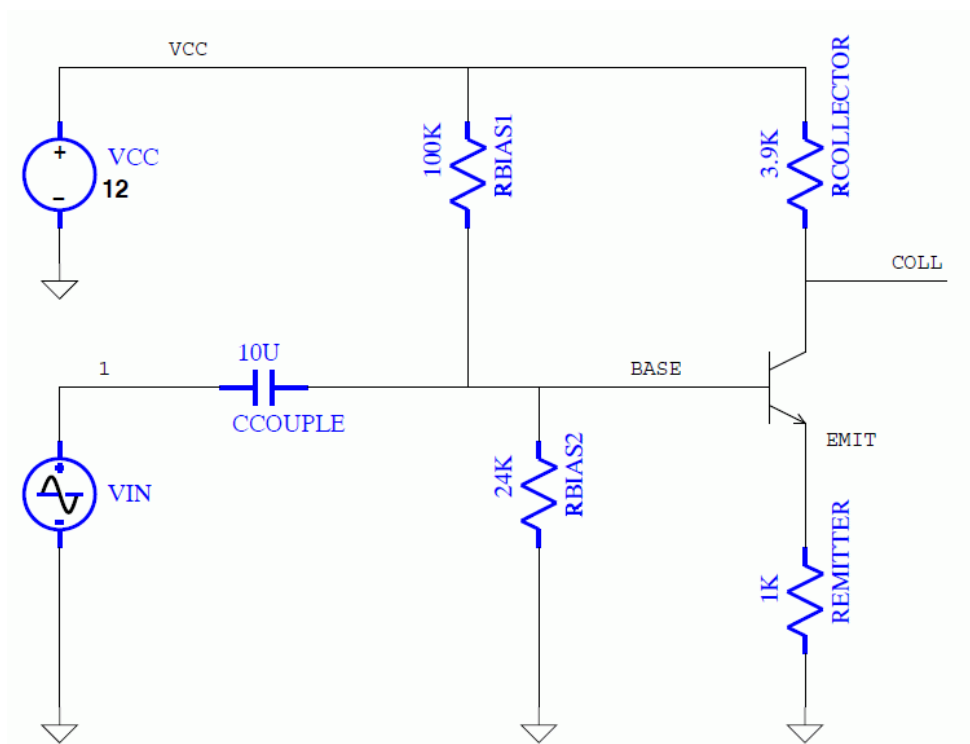 VCC
100K
RBIAS1
3.9K
RCOLLECTOR
+
VCC
12
−
COLL
1
10U
CCOUPLE
BASE
EMIT
VIN
24K
RBIAS2
1K
REMITTER